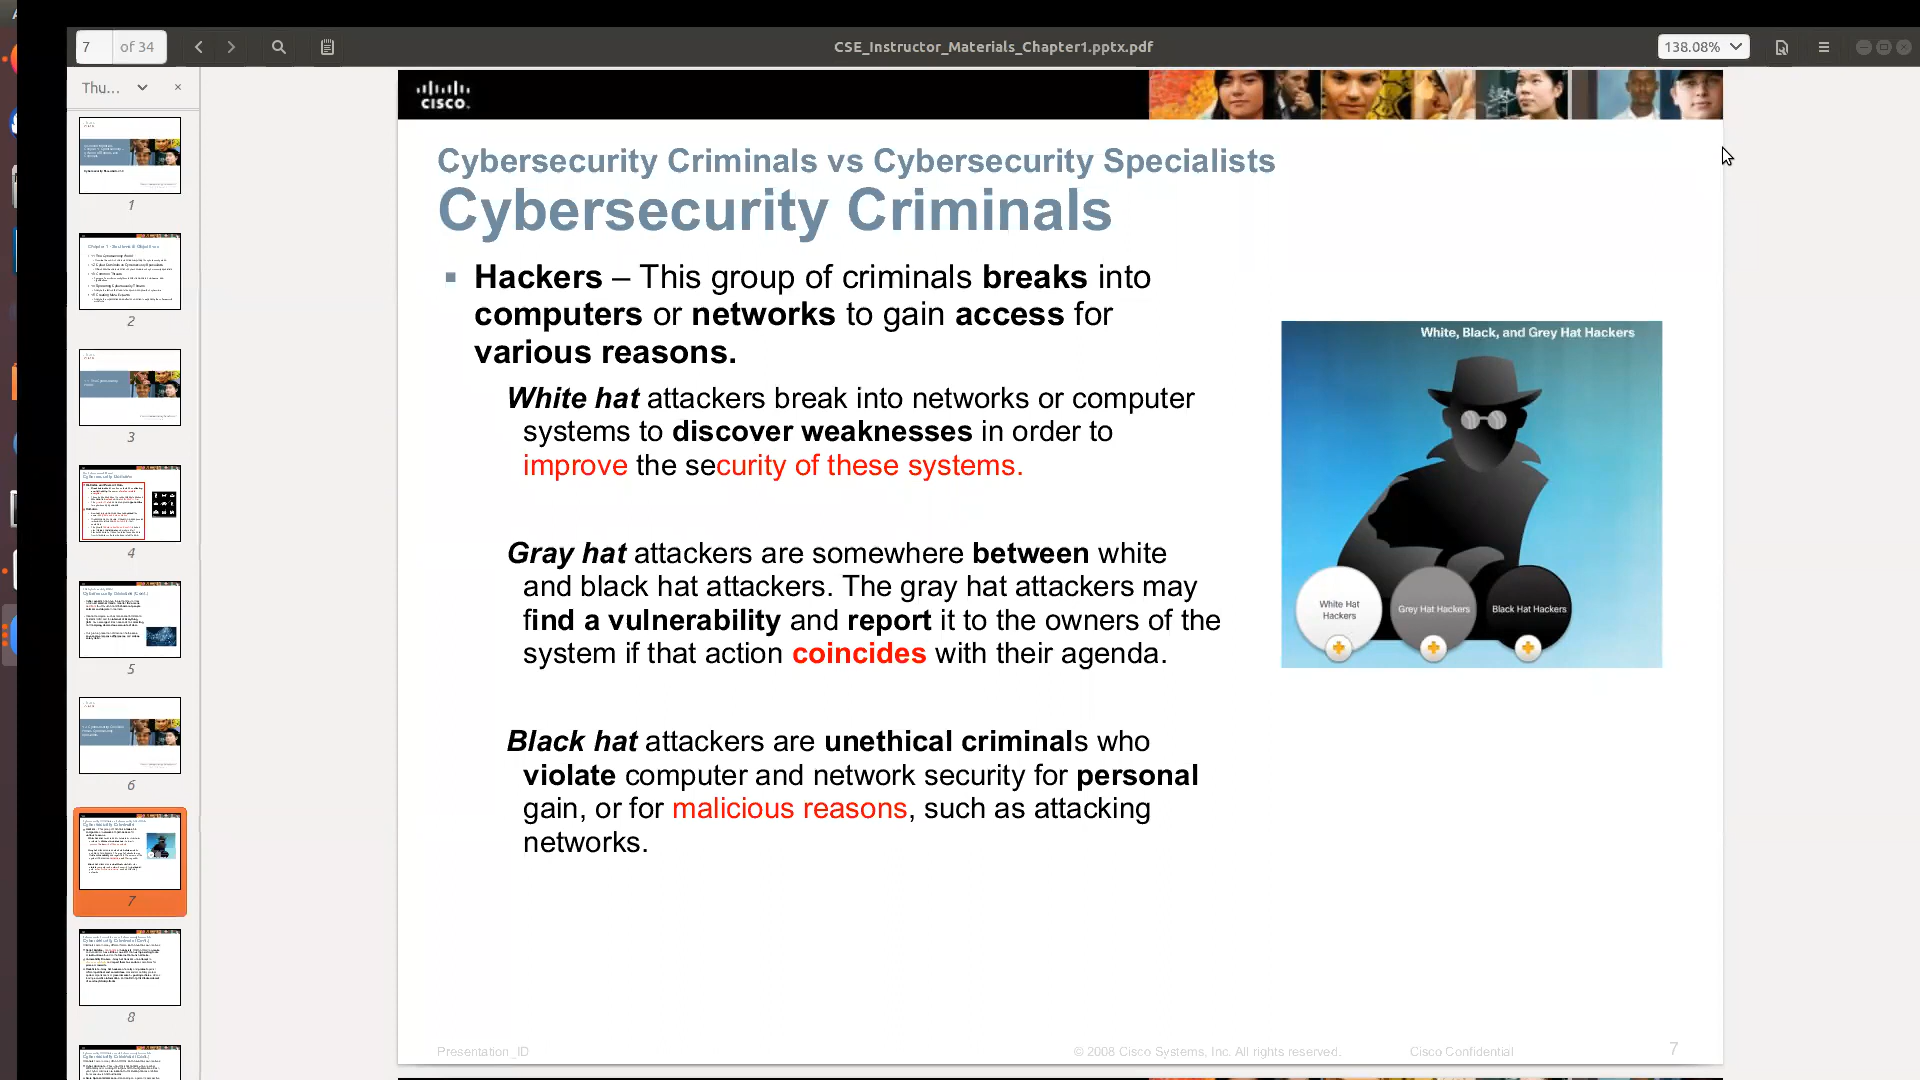 7 of 34
CSE_Instructor_Materials_Chapter1.pptx.pdf
138.08%
Thu...
1
2
3
4
5
6
7
8
CISCO
Cybersecurity Criminals vs Cybersecurity Specialists
Cybersecurity Criminals
Hackers – This group of criminals breaks into
computers or networks to gain access for
various reasons.
White hat attackers break into networks or computer
systems to discover weaknesses in order to
improve the security of these systems.
Gray hat attackers are somewhere between white
and black hat attackers. The gray hat attackers may
find a vulnerability and report it to the owners of the
system if that action coincides with their agenda.
Black hat attackers are unethical criminals who
violate computer and network security for personal
gain, or for malicious reasons, such as attacking
networks.
White, Black, and Grey Hat Hackers
White Hat
Hackers
Grey Hat Hackers
Black Hat Hackers
Presentation_ID
© 2008 Cisco Systems, Inc. All rights reserved.
Cisco Confidential
7